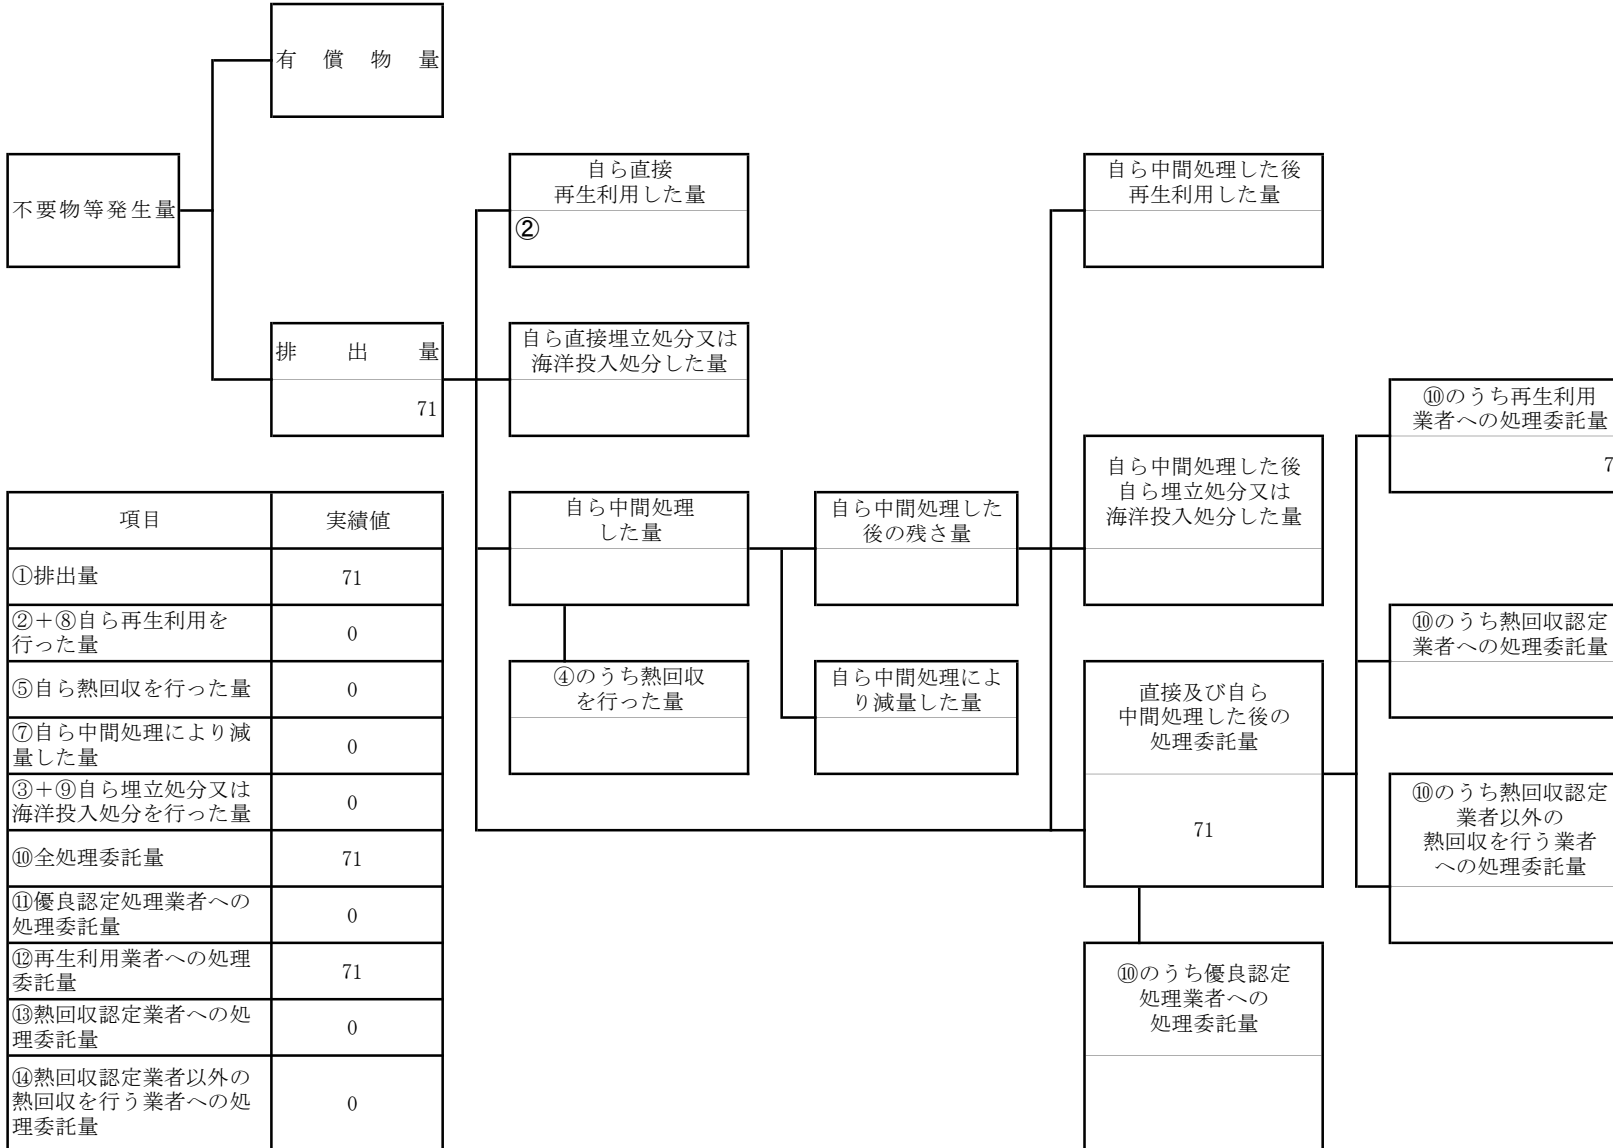 有償物量
不要物等発生量
自ら直接
再生利用した量
②
自ら中間処理した後
再生利用した量
排出量
71
自ら直接埋立処分又は
海洋投入処分した量
⑩のうち再生利用
業者への処理委託量
自ら中間処理
した量
自ら中間処理した
後の残さ量
自ら中間処理した後
自ら埋立処分又は
海洋投入処分した量
⑩のうち熱回収認定
業者への処理委託量
④のうち熱回収
を行った量
自ら中間処理によ
り減量した量
直接及び自ら
中間処理した後の
処理委託量
71
⑩のうち熱回収認定
業者以外の
熱回収を行う業者
への処理委託量
⑩のうち優良認定
処理業者への
処理委託量
項目 実績値
①排出量 71
②+⑧自ら再生利用を
行った量 0
⑤自ら熱回収を行った量 0
⑦自ら中間処理により減
量した量 0
③+⑨自ら埋立処分又は
海洋投入処分を行った量 0
⑩全処理委託量 71
⑪優良認定処理業者への
処理委託量 0
⑫再生利用業者への処理
委託量 71
⑬熱回収認定業者への処
理委託量 0
⑭熱回収認定業者以外の
熱回収を行う業者への処
理委託量 0